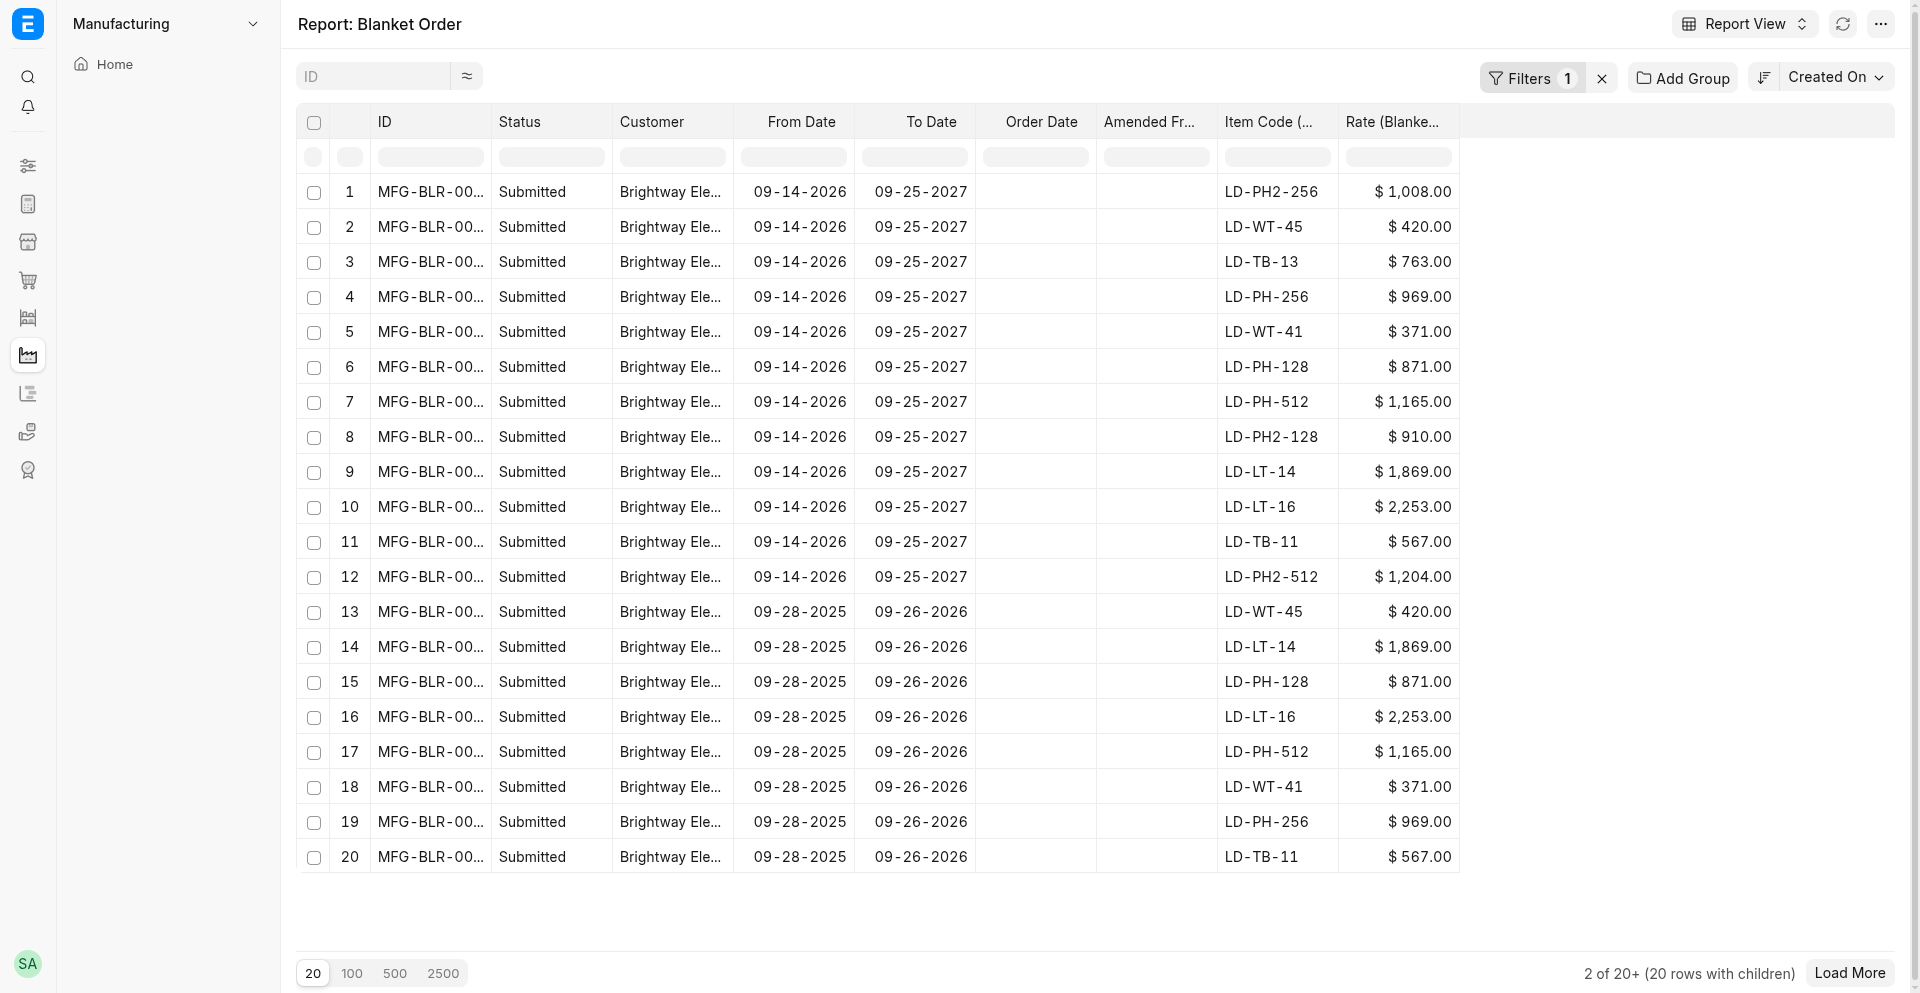 Manufacturing
Home
SA
Report: Blanket Order
Report View
ID
≈
Filters 1
Add Group
Created On
ID Status Customer From Date To Date Order Date Amended Fr... Item Code (... Rate (Blanke...
1 MFG-BLR-00... Submitted Brightway Ele... 09-14-2026 09-25-2027 LD-PH2-256 $ 1,008.00
2 MFG-BLR-00... Submitted Brightway Ele... 09-14-2026 09-25-2027 LD-WT-45 $ 420.00
3 MFG-BLR-00... Submitted Brightway Ele... 09-14-2026 09-25-2027 LD-TB-13 $ 763.00
4 MFG-BLR-00... Submitted Brightway Ele... 09-14-2026 09-25-2027 LD-PH-256 $ 969.00
5 MFG-BLR-00... Submitted Brightway Ele... 09-14-2026 09-25-2027 LD-WT-41 $ 371.00
6 MFG-BLR-00... Submitted Brightway Ele... 09-14-2026 09-25-2027 LD-PH-128 $ 871.00
7 MFG-BLR-00... Submitted Brightway Ele... 09-14-2026 09-25-2027 LD-PH-512 $ 1,165.00
8 MFG-BLR-00... Submitted Brightway Ele... 09-14-2026 09-25-2027 LD-PH2-128 $ 910.00
9 MFG-BLR-00... Submitted Brightway Ele... 09-14-2026 09-25-2027 LD-LT-14 $ 1,869.00
10 MFG-BLR-00... Submitted Brightway Ele... 09-14-2026 09-25-2027 LD-LT-16 $ 2,253.00
11 MFG-BLR-00... Submitted Brightway Ele... 09-14-2026 09-25-2027 LD-TB-11 $ 567.00
12 MFG-BLR-00... Submitted Brightway Ele... 09-14-2026 09-25-2027 LD-PH2-512 $ 1,204.00
13 MFG-BLR-00... Submitted Brightway Ele... 09-28-2025 09-26-2026 LD-WT-45 $ 420.00
14 MFG-BLR-00... Submitted Brightway Ele... 09-28-2025 09-26-2026 LD-LT-14 $ 1,869.00
15 MFG-BLR-00... Submitted Brightway Ele... 09-28-2025 09-26-2026 LD-PH-128 $ 871.00
16 MFG-BLR-00... Submitted Brightway Ele... 09-28-2025 09-26-2026 LD-LT-16 $ 2,253.00
17 MFG-BLR-00... Submitted Brightway Ele... 09-28-2025 09-26-2026 LD-PH-512 $ 1,165.00
18 MFG-BLR-00... Submitted Brightway Ele... 09-28-2025 09-26-2026 LD-WT-41 $ 371.00
19 MFG-BLR-00... Submitted Brightway Ele... 09-28-2025 09-26-2026 LD-PH-256 $ 969.00
20 MFG-BLR-00... Submitted Brightway Ele... 09-28-2025 09-26-2026 LD-TB-11 $ 567.00
20 100 500 2500
2 of 20+ (20 rows with children)
Load More